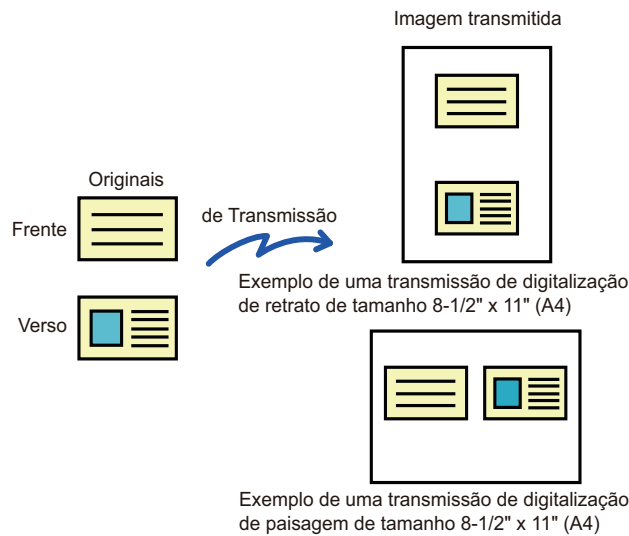 Imagem transmitida
Originais
Frente
de Transmissão
Verso
Exemplo de uma transmissão de digitalização
de retrato de tamanho 8-1/2" x 11" (A4)
Exemplo de uma transmissão de digitalização
de paisagem de tamanho 8-1/2" x 11" (A4)